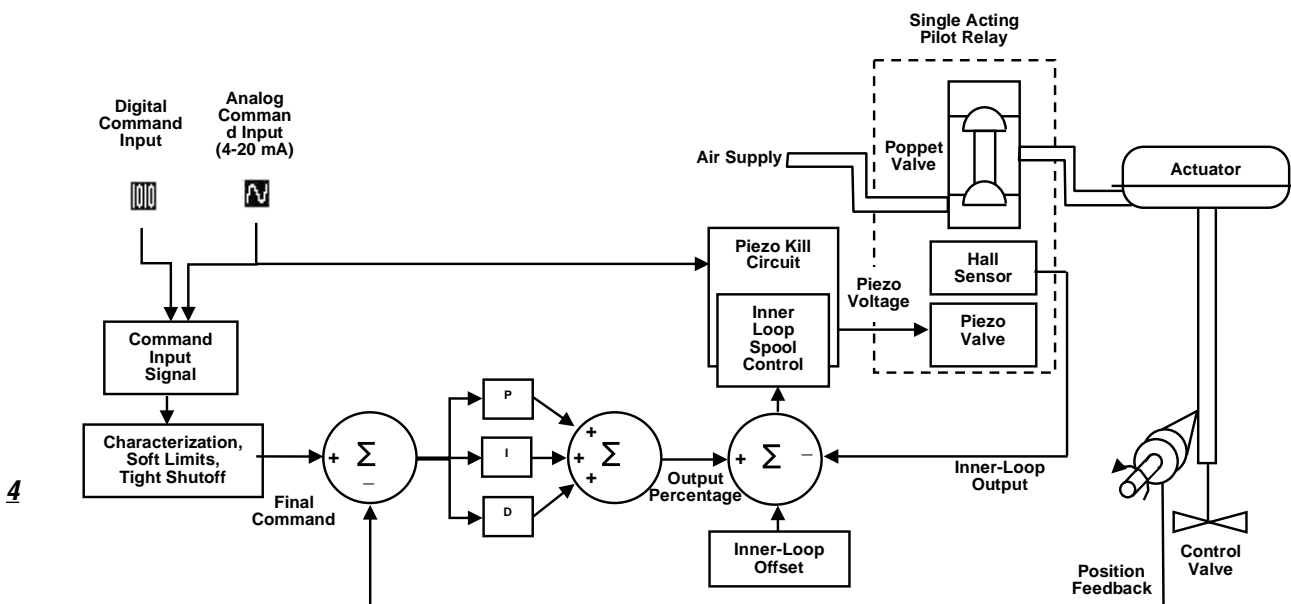 Single Acting
Pilot Relay
Digital
Command
Input
Analog
Comman
d Input
(4-20 mA)
Air Supply
Poppet
Valve
Actuator
Piezo Kill
Circuit
Hall
Sensor
Piezo
Voltage
Inner
Loop
Spool
Control
Piezo
Valve
Command
Input
Signal
P
Characterization,
Soft Limits,
Tight Shutoff
+
Σ
–
I
+
+
+
Σ
+
Σ
–
Output
Percentage
Inner-Loop
Output
4
Final
Command
D
Inner-Loop
Offset
Position
Feedback
Control
Valve